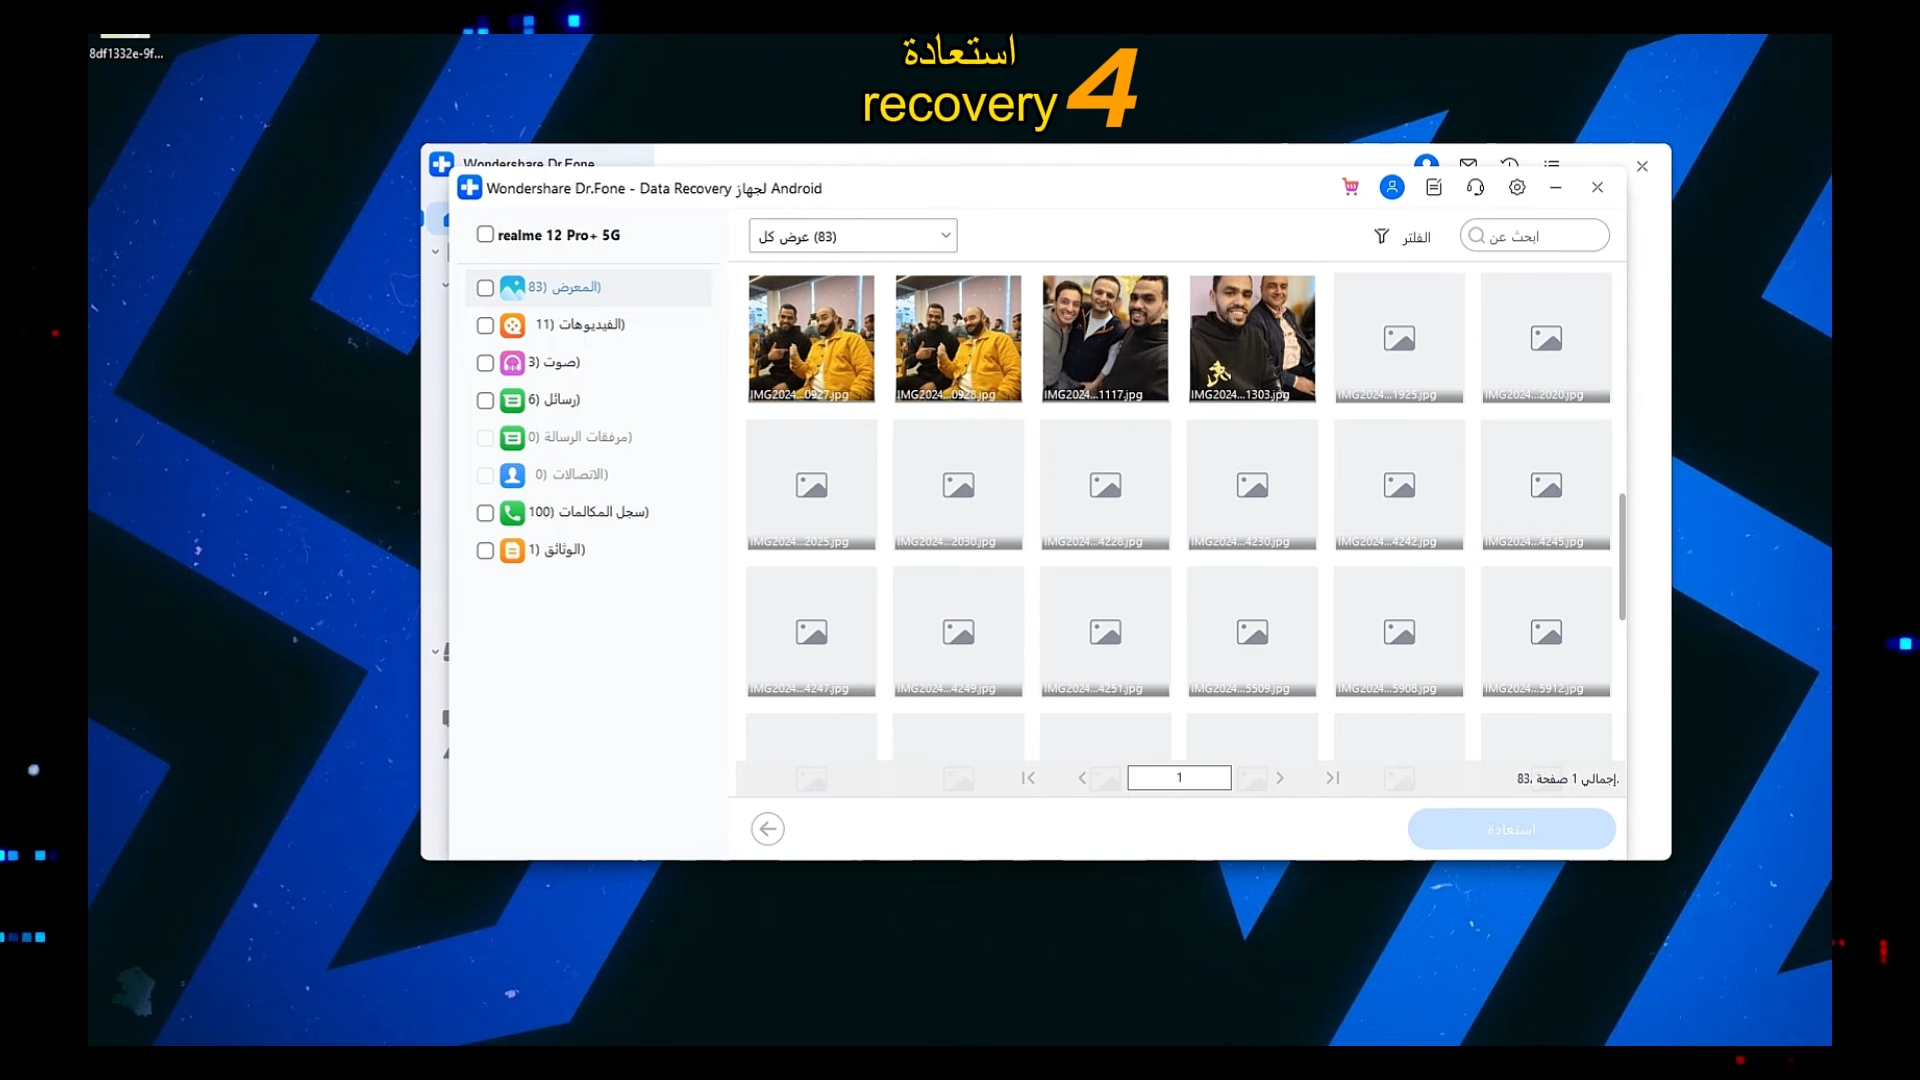 8df1332e-9f...
استعادة
recovery 4
Wondershare Dr.Fone
Wondershare Dr.Fone - Data Recovery لجهاز Android
realme 12 Pro+ 5G
عرض كل (83)
الفلتر
ابحث عن
المعرض (83)
الفيديوهات (11)
صوت (3)
رسائل (6)
مرفقات الرسالة (0)
الاتصالات (0)
سجل المكالمات (100)
الوثائق (1)
IMG2024...0927.jpg
IMG2024...0928.jpg
IMG2024...1117.jpg
IMG2024...1303.jpg
IMG2024...1925.jpg
IMG2024...2020.jpg
IMG2024...2025.jpg
IMG2024...2030.jpg
IMG2024...4228.jpg
IMG2024...4230.jpg
IMG2024...4242.jpg
IMG2024...4245.jpg
IMG2024...4247.jpg
IMG2024...4249.jpg
IMG2024...4251.jpg
IMG2024...5509.jpg
IMG2024...5908.jpg
IMG2024...5912.jpg
1
إجمالي 1 صفحة ،83.
استعادة